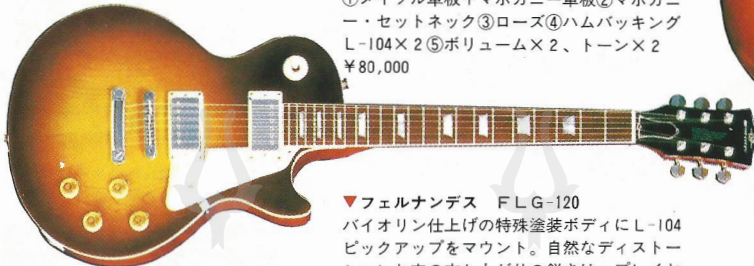 ①メイプル単板+マホガニー単板②マホガニ
ー・セットネック③ローズ④ハムバッキング
L-104×2⑤ボリューム×2、トーン×2
¥80,000
▼フェルナンデス FLG-120
バイオリン仕上げの特殊塗装ボディにL-104
ピックアップをマウント。自然なディストー